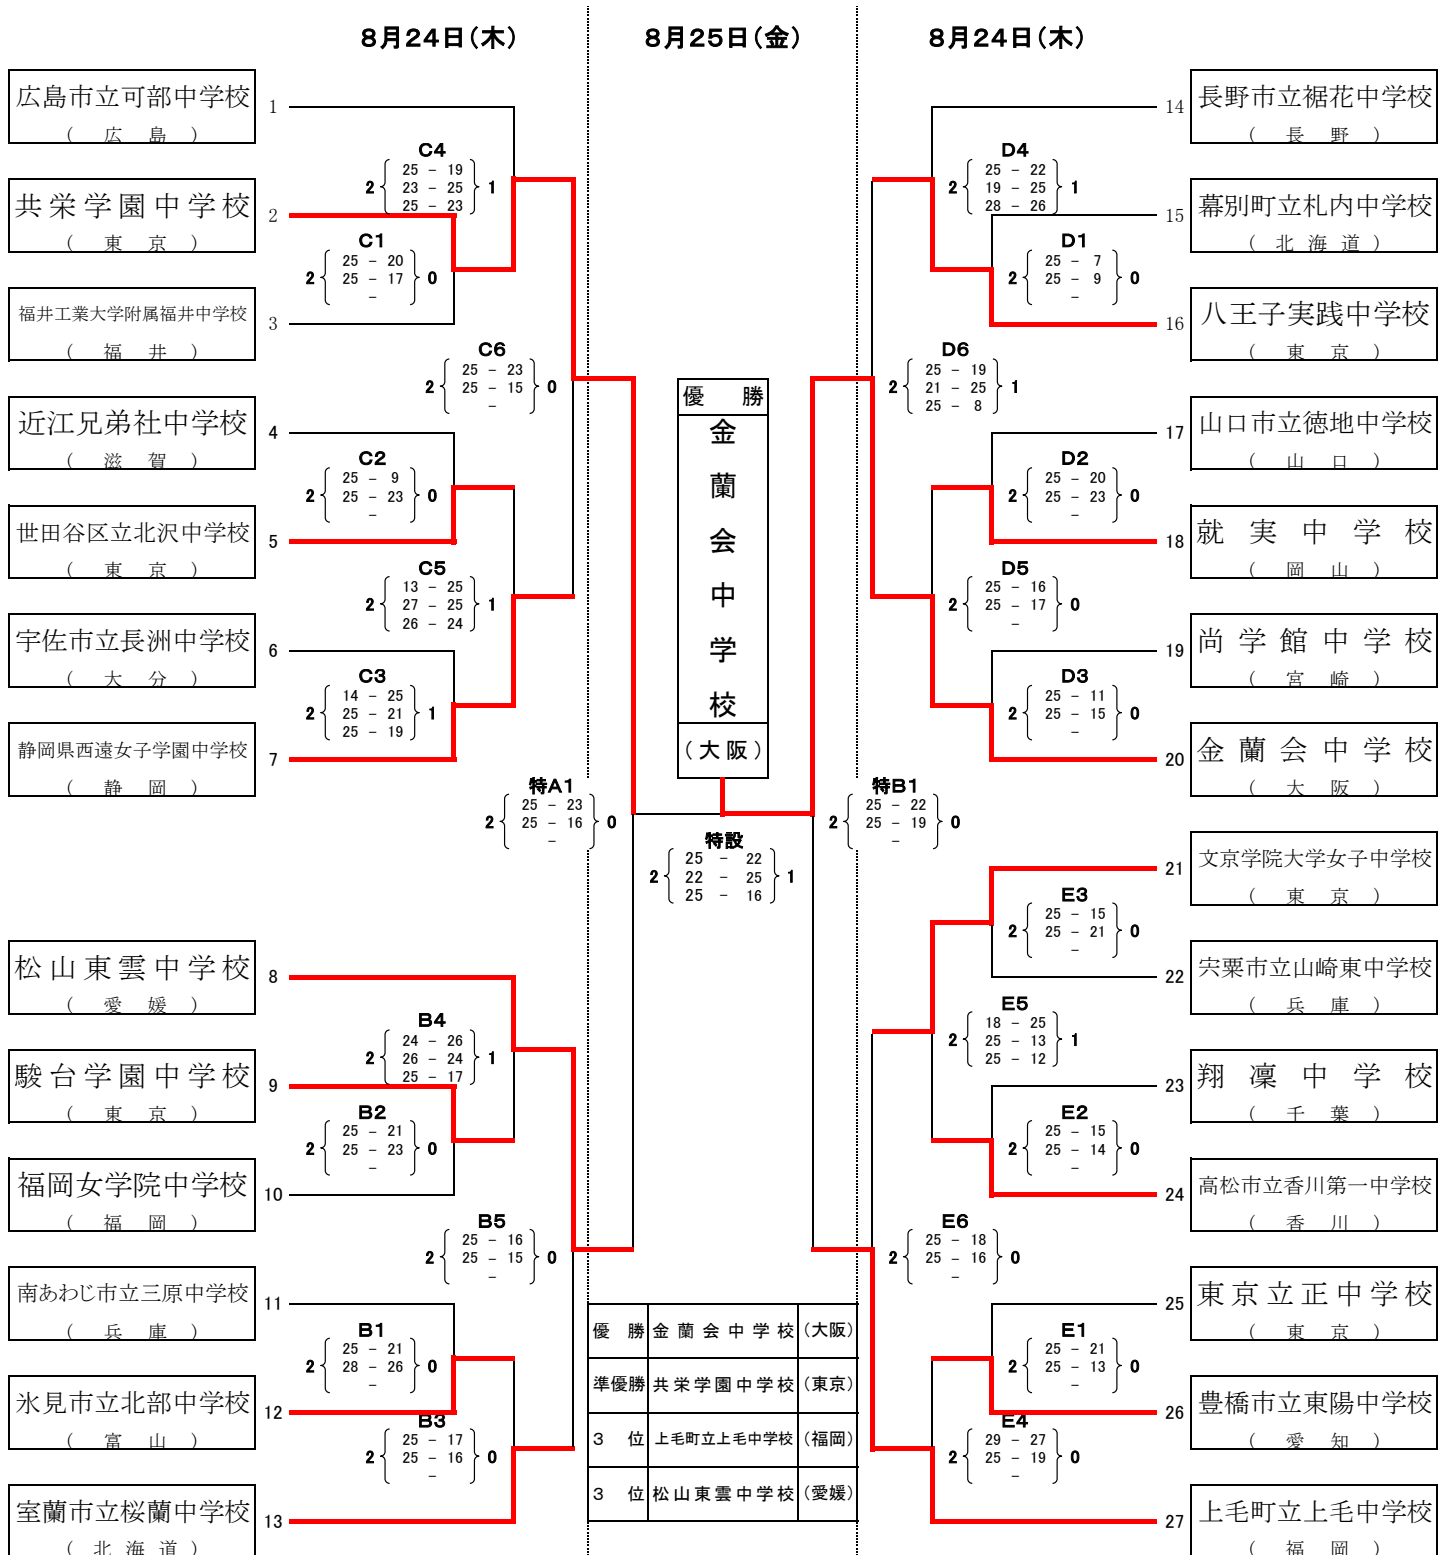 8月24日(木)
8月25日(金)
8月24日(木)
広島市立可部中学校
(広島)
1
共栄学園中学校
(東京)
2
福井工業大学附属福井中学校
(福井)
3
近江兄弟社中学校
(滋賀)
4
世田谷区立北沢中学校
(東京)
5
宇佐市立長洲中学校
(大分)
6
静岡県西遠女子学園中学校
(静岡)
7
松山東雲中学校
(愛媛)
8
駿台学園中学校
(東京)
9
福岡女学院中学校
(福岡)
10
南あわじ市立三原中学校
(兵庫)
11
氷見市立北部中学校
(富山)
12
室蘭市立桜蘭中学校
(北海道)
13
C4
25 - 19
2 23 - 25 1
25 - 23
C1
25 - 20
2 25 - 17 0
-
C6
25 - 23
2 25 - 15 0
-
C2
25 - 9
2 25 - 23 0
-
C5
13 - 25
2 27 - 25 1
26 - 24
C3
14 - 25
2 25 - 21 1
25 - 19
特A1
25 - 23
2 25 - 16 0
-
B4
24 - 26
2 26 - 24 1
25 - 17
B2
25 - 21
2 25 - 23 0
-
B5
25 - 16
2 25 - 15 0
-
B1
25 - 21
2 28 - 26 0
-
B3
25 - 17
2 25 - 16 0
-
優勝
金蘭会中学校
(大阪)
特設
25 - 22
2 22 - 25 1
25 - 16
優勝 金蘭会中学校 (大阪)
準優勝 共栄学園中学校 (東京)
3位 上毛町立上毛中学校 (福岡)
3位 松山東雲中学校 (愛媛)
D4
25 - 22
2 19 - 25 1
28 - 26
D1
25 - 7
2 25 - 9 0
-
D6
25 - 19
2 21 - 25 1
25 - 8
D2
25 - 20
2 25 - 23 0
-
D5
25 - 16
2 25 - 17 0
-
D3
25 - 11
2 25 - 15 0
-
特B1
25 - 22
2 25 - 19 0
-
E3
25 - 15
2 25 - 21 0
-
E5
18 - 25
2 25 - 13 1
25 - 12
E2
25 - 15
2 25 - 14 0
-
E6
25 - 18
2 25 - 16 0
-
E1
25 - 21
2 25 - 13 0
-
E4
29 - 27
2 25 - 19 0
-
14
長野市立裾花中学校
(長野)
15
幕別町立札内中学校
(北海道)
16
八王子実践中学校
(東京)
17
山口市立徳地中学校
(山口)
18
就実中学校
(岡山)
19
尚学館中学校
(宮崎)
20
金蘭会中学校
(大阪)
21
文京学院大学女子中学校
(東京)
22
宍粟市立山崎東中学校
(兵庫)
23
翔凜中学校
(千葉)
24
高松市立香川第一中学校
(香川)
25
東京立正中学校
(東京)
26
豊橋市立東陽中学校
(愛知)
27
上毛町立上毛中学校
(福岡)